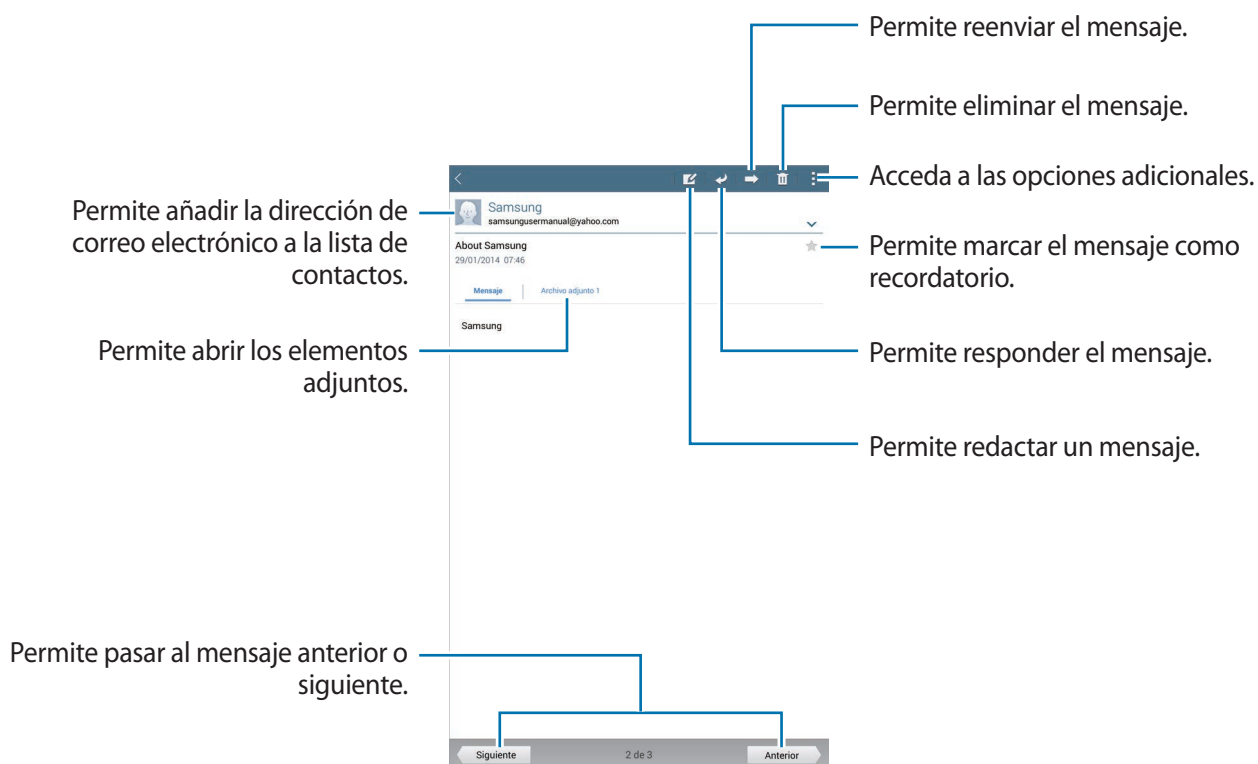 Permite reenviar el mensaje.
Permite eliminar el mensaje.
Acceda a las opciones adicionales.
Permite añadir la dirección de
correo electrónico a la lista de
contactos.
Samsung
samsungusermanual@yahoo.com
About Samsung
29/01/2014 07:46
Permite marcar el mensaje como
recordatorio.
Mensaje
Archivo adjunto 1
Samsung
Permite abrir los elementos
adjuntos.
Permite responder el mensaje.
Permite redactar un mensaje.
Permite pasar al mensaje anterior o
siguiente.
Siguiente
2 de 3
Anterior